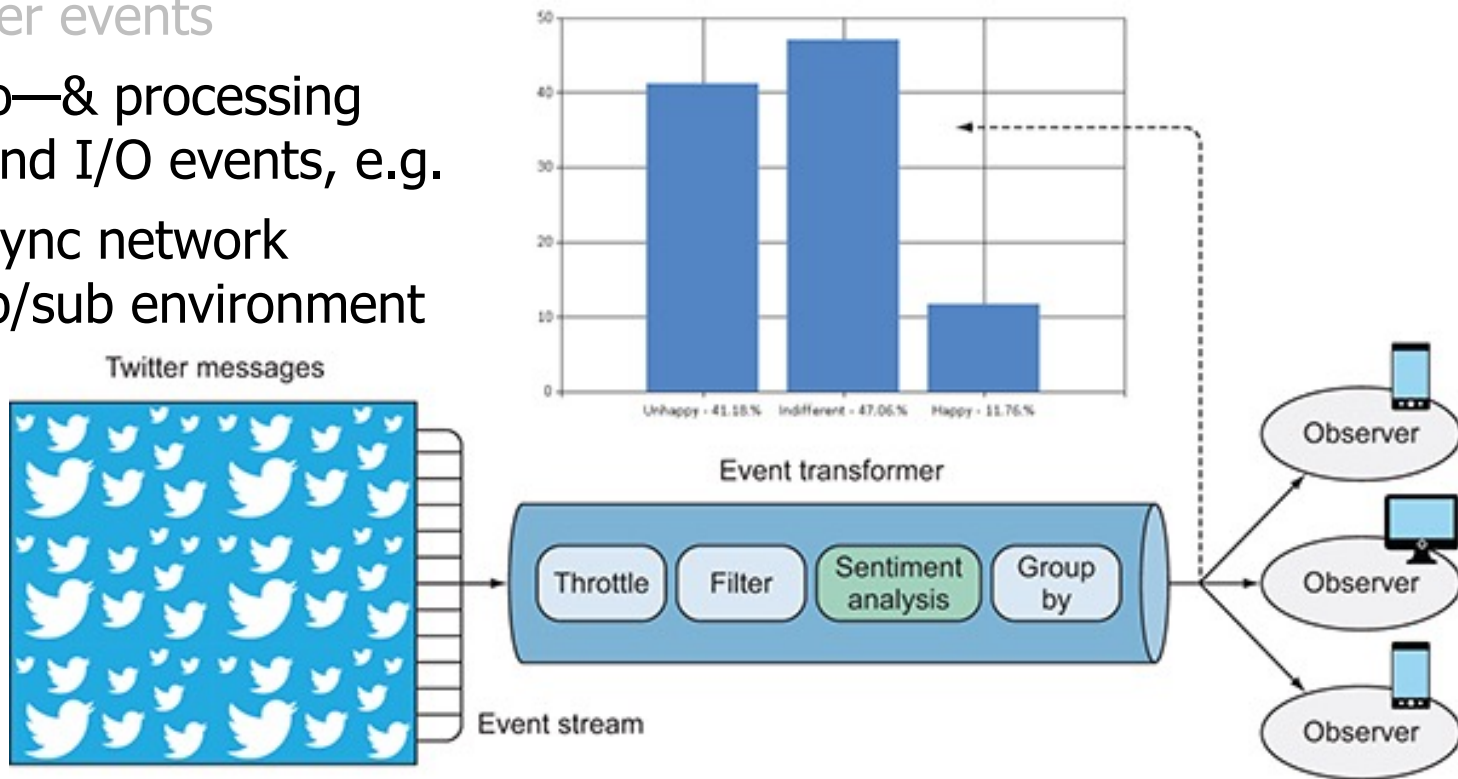 er events
o—& processing
nd I/O events, e.g.
ync network
o/sub environment
50
40
30
20
10
0
Unhappy - 41.18.% Indifferent - 47.06.% Happy - 11.76.%
Twitter messages
Event transformer
Throttle
Filter
Sentiment
analysis
Group
by
Event stream
Observer
Observer
Observer